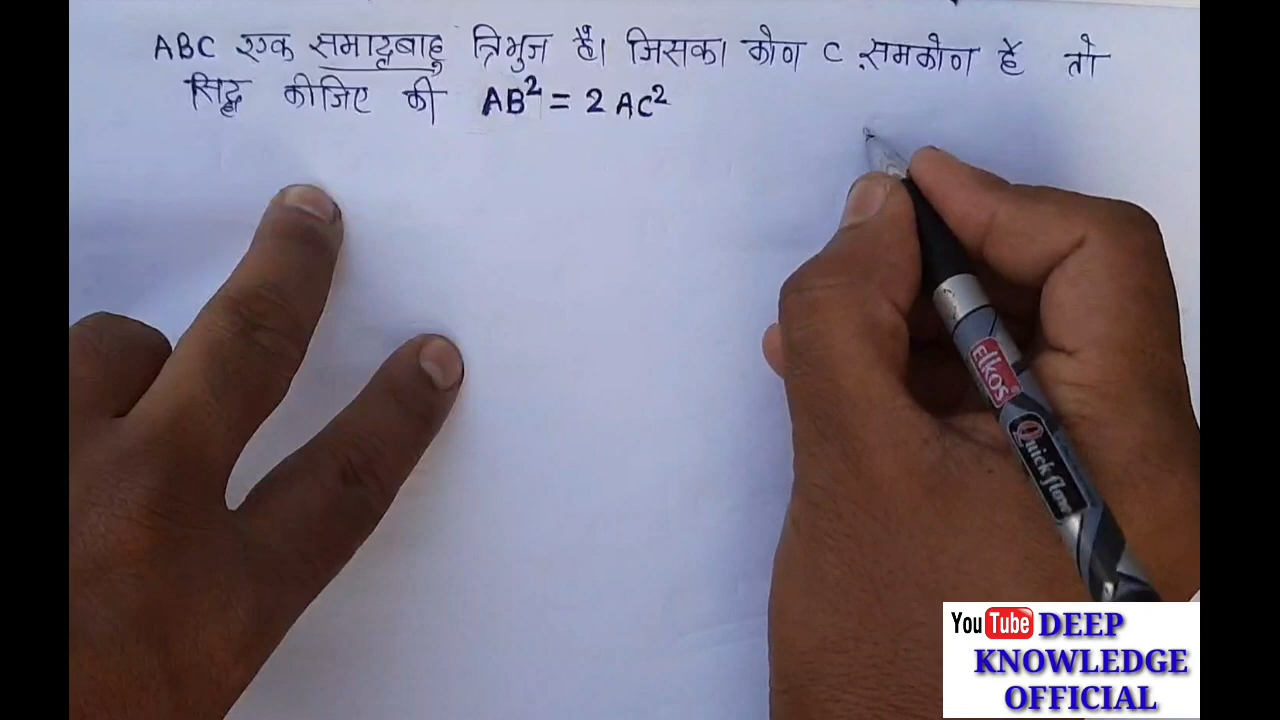 ABC एक समद्विबाहु त्रिभुज है। जिसका कोण C समकोण है तो
सिद्ध कीजिए की AB² = 2 AC²
elkos
Quick flow
You Tube DEEP
KNOWLEDGE
OFFICIAL